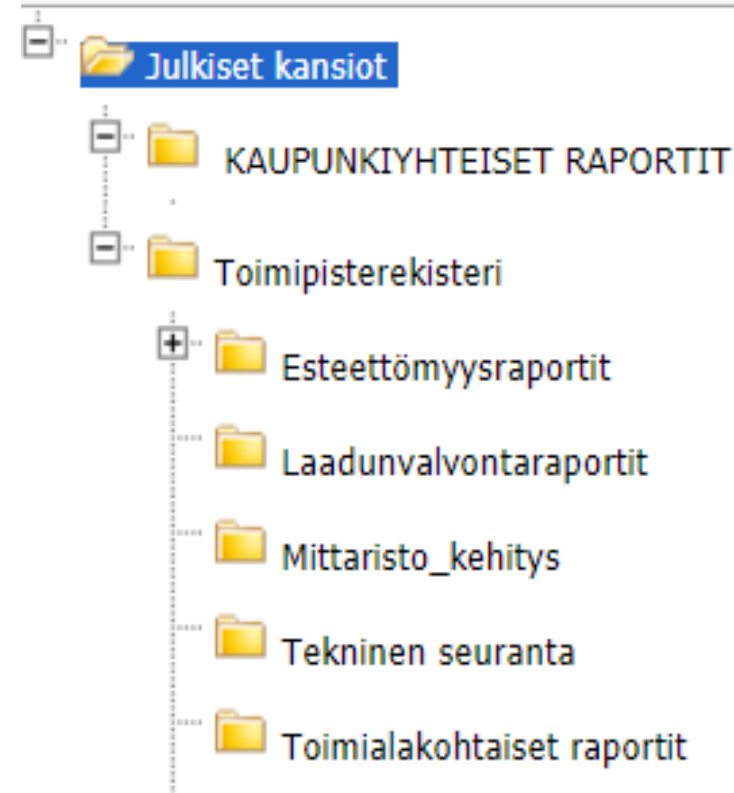 Julkiset kansiot
KAUPUNKIYHTEISET RAPORTIT
Toimipisterekisteri
Esteettömyysraportit
Laadunvalvontaraportit
Mittaristo_kehitys
Tekninen seuranta
Toimialakohtaiset raportit